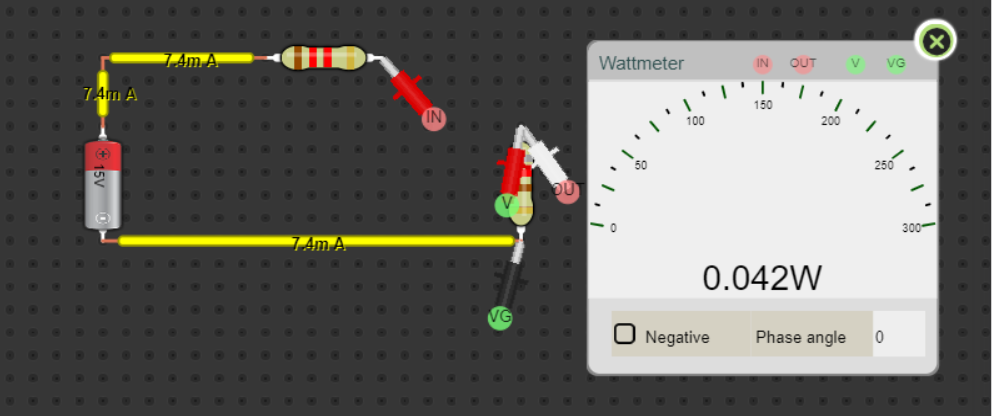 7.4m A
7.4m A
15V
IN
V
OUT
7.4m A
VG
Wattmeter IN OUT V VG
0 50 100 150 200 250 300
0.042W
Negative Phase angle 0